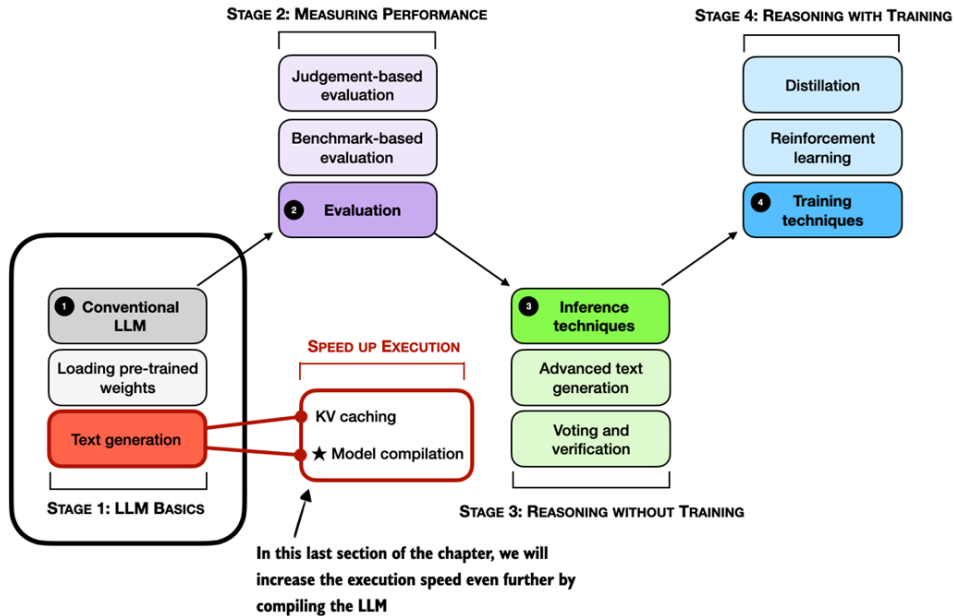 STAGE 2: MEASURING PERFORMANCE
Judgement-based
evaluation
Benchmark-based
evaluation
2 Evaluation
STAGE 4: REASONING WITH TRAINING
Distillation
Reinforcement
learning
4 Training
techniques
1 Conventional
LLM
Loading pre-trained
weights
Text generation
STAGE 1: LLM BASICS
SPEED UP EXECUTION
KV caching
★ Model compilation
In this last section of the chapter, we will
increase the execution speed even further by
compiling the LLM
3 Inference
techniques
Advanced text
generation
Voting and
verification
STAGE 3: REASONING WITHOUT TRAINING